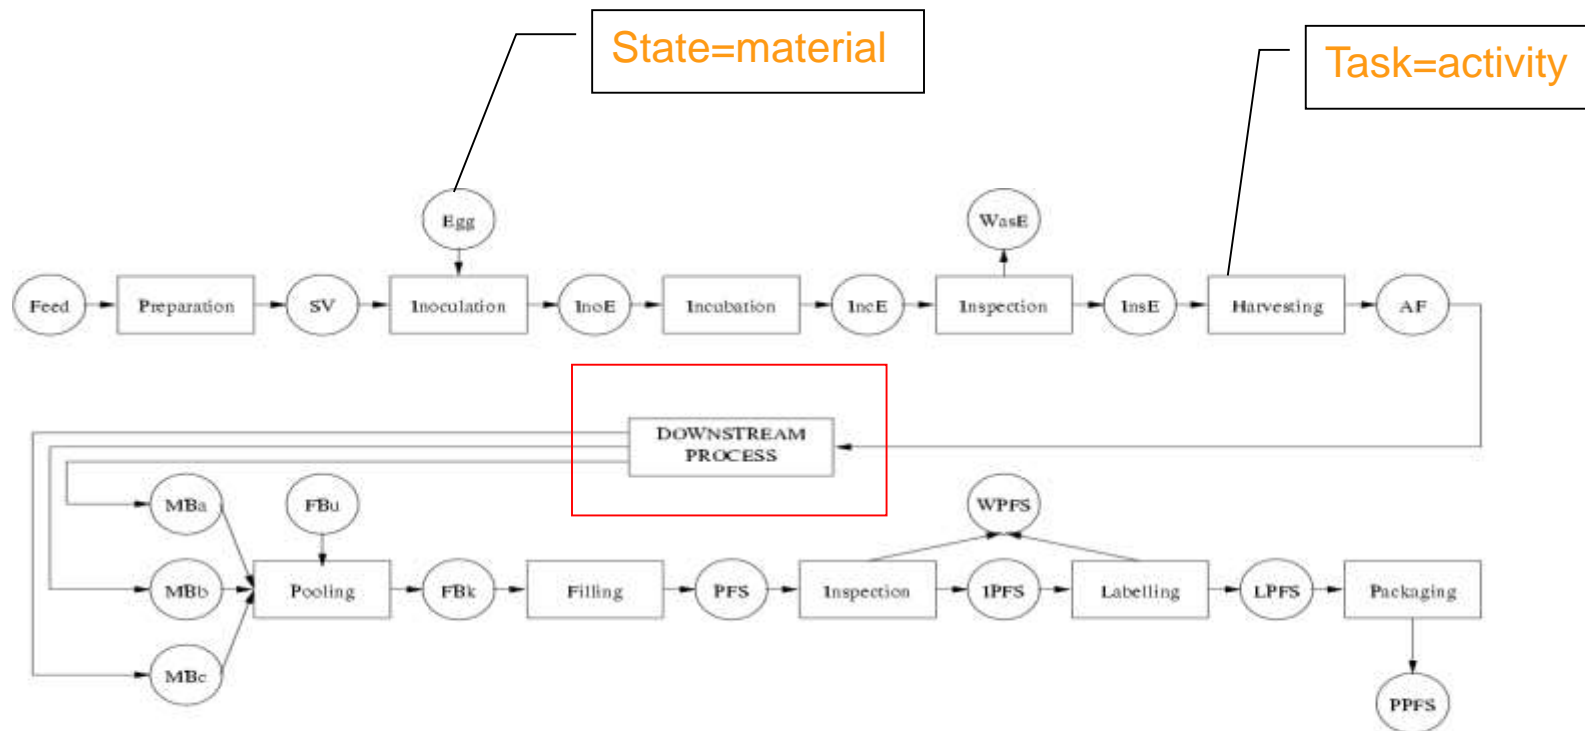 State=material
Task=activity
Egg
WasE
Feed
Preparation
SV
Inoculation
InoE
Incubation
IncE
Inspection
InsE
Harvesting
AF
DOWNSTREAM
PROCESS
MBa
FBu
WPFS
MBb
Pooling
FBk
Filling
PFS
Inspection
IPFS
Labelling
LPFS
Packaging
MBc
PPFS